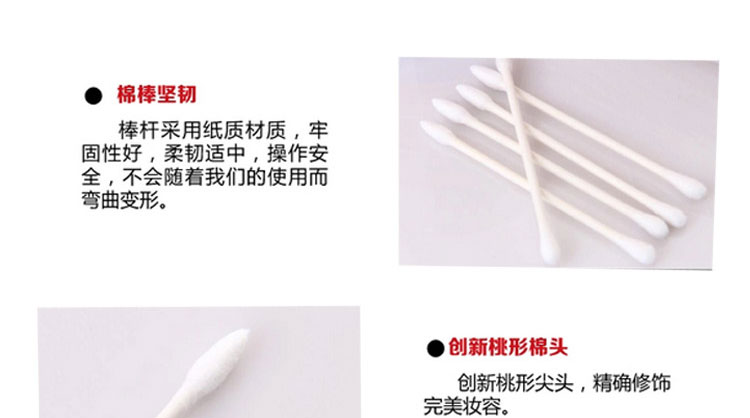 ● 棉棒坚韧
棒杆采用纸质材质，牢
固性好，柔韧适中，操作安
全，不会随着我们的使用而
弯曲变形。
●创新桃形棉头
创新桃形尖头，精确修饰
完美妆容。